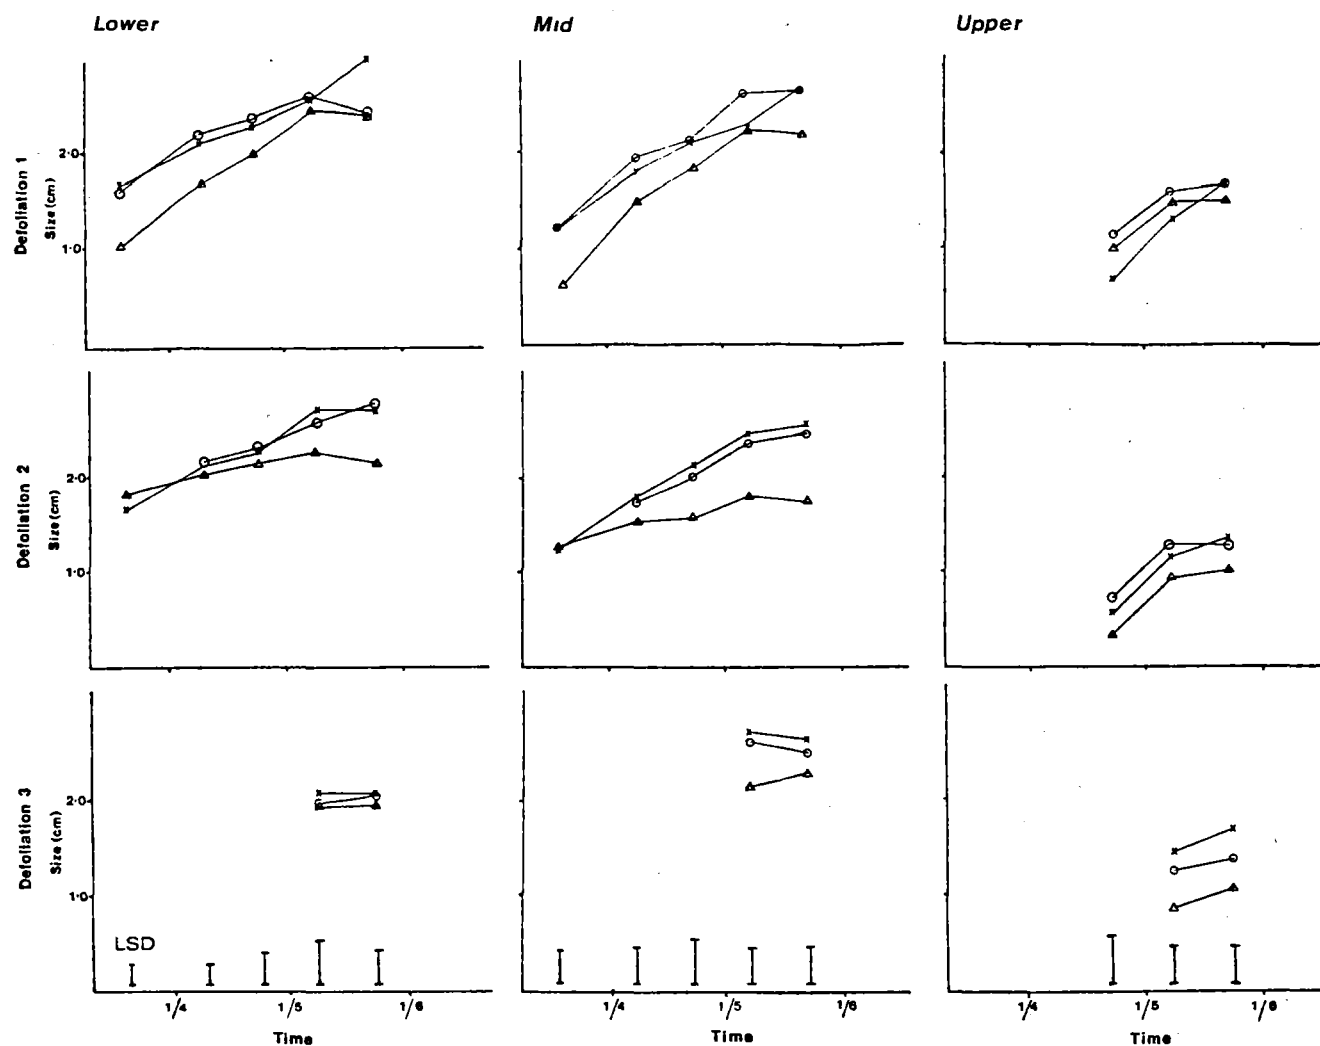 Lower Mid Upper
Defoliation 1
Size (cm)
2·0
1·0
Defoliation 2
Size (cm)
2·0
1·0
Defoliation 3
Size (cm)
2·0
1·0
LSD
1/4 1/5 1/6 1/4 1/5 1/6 1/4 1/5 1/6
Time Time Time